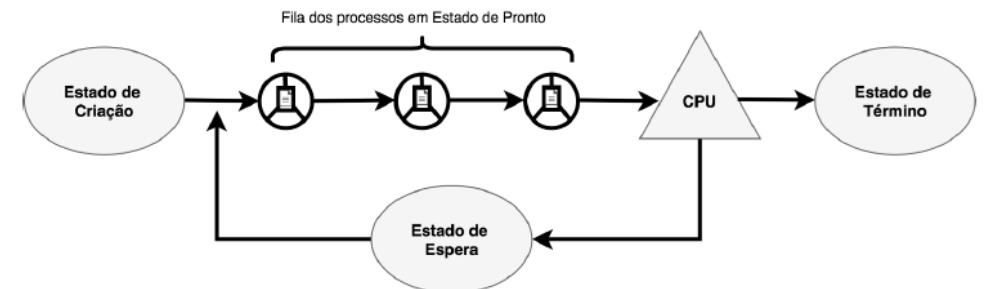 Fila dos processos em Estado de Pronto
Estado de
Criação
CPU
Estado de
Término
Estado de
Espera